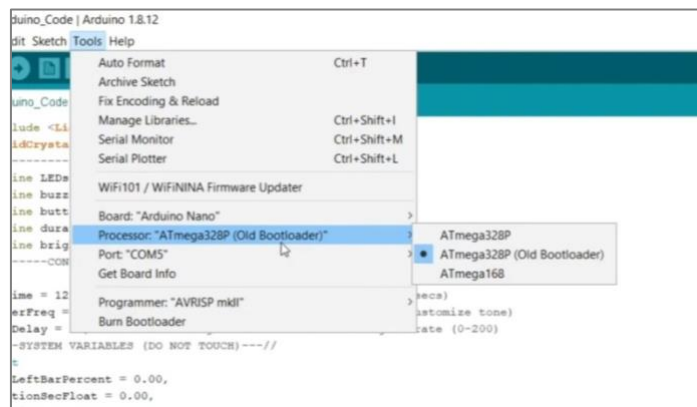 duino_Code | Arduino 1.8.12
dit Sketch Tools Help
Auto Format Ctrl+T
Archive Sketch
uino_Code Fix Encoding & Reload
lude <Li Manage Libraries... Ctrl+Shift+I
idCrysta Serial Monitor Ctrl+Shift+M
Serial Plotter Ctrl+Shift+L
ine LEDs
ine buzz WiFi101 / WiFiNINA Firmware Updater
ine butt Board: "Arduino Nano"
ine dura Processor: "ATmega328P (Old Bootloader)" ATmega328P
ine brig Port: "COM5" ATmega328P (Old Bootloader)
-----CON Get Board Info ATmega168
ime = 12 Programmer: "AVRISP mkII" secs)
erFreq = ustomize tone)
Delay = Burn Bootloader rate (0-200)
-SYSTEM VARIABLES (DO NOT TOUCH)---//
t
LeftBarPercent = 0.00,
tionSecFloat = 0.00,